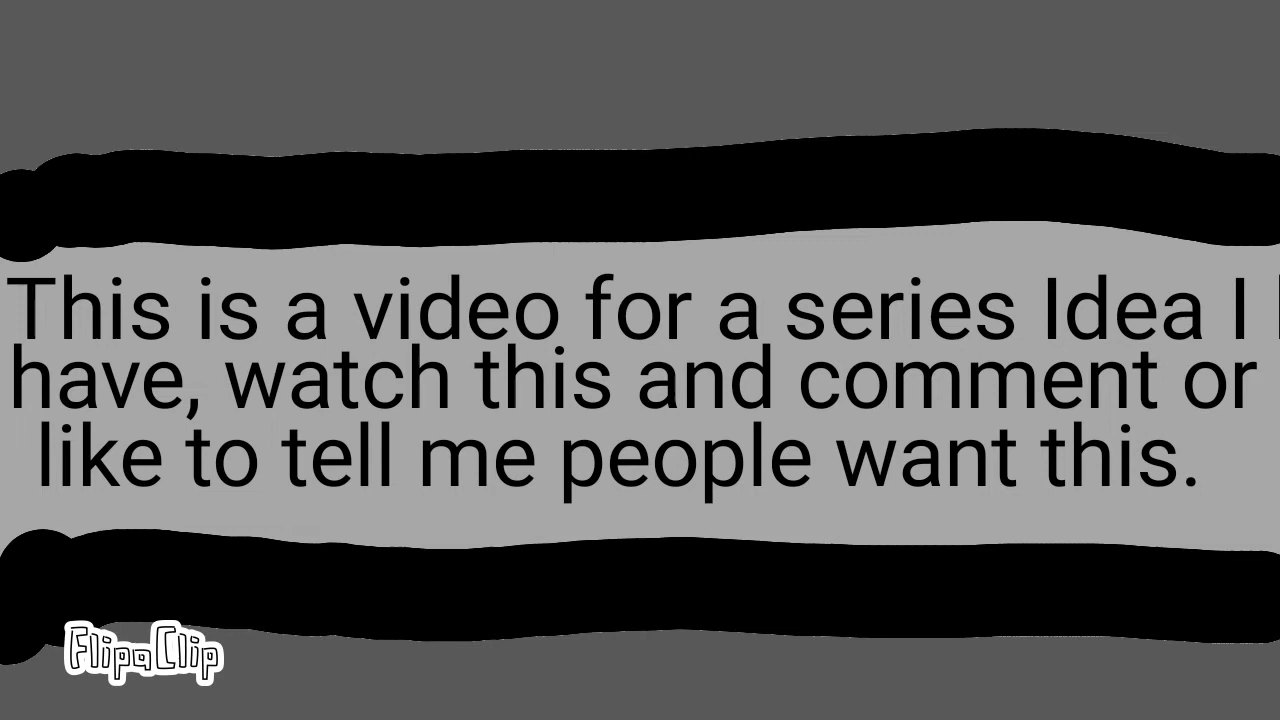 This is a video for a series Idea I
have, watch this and comment or
like to tell me people want this.
FlipaClip